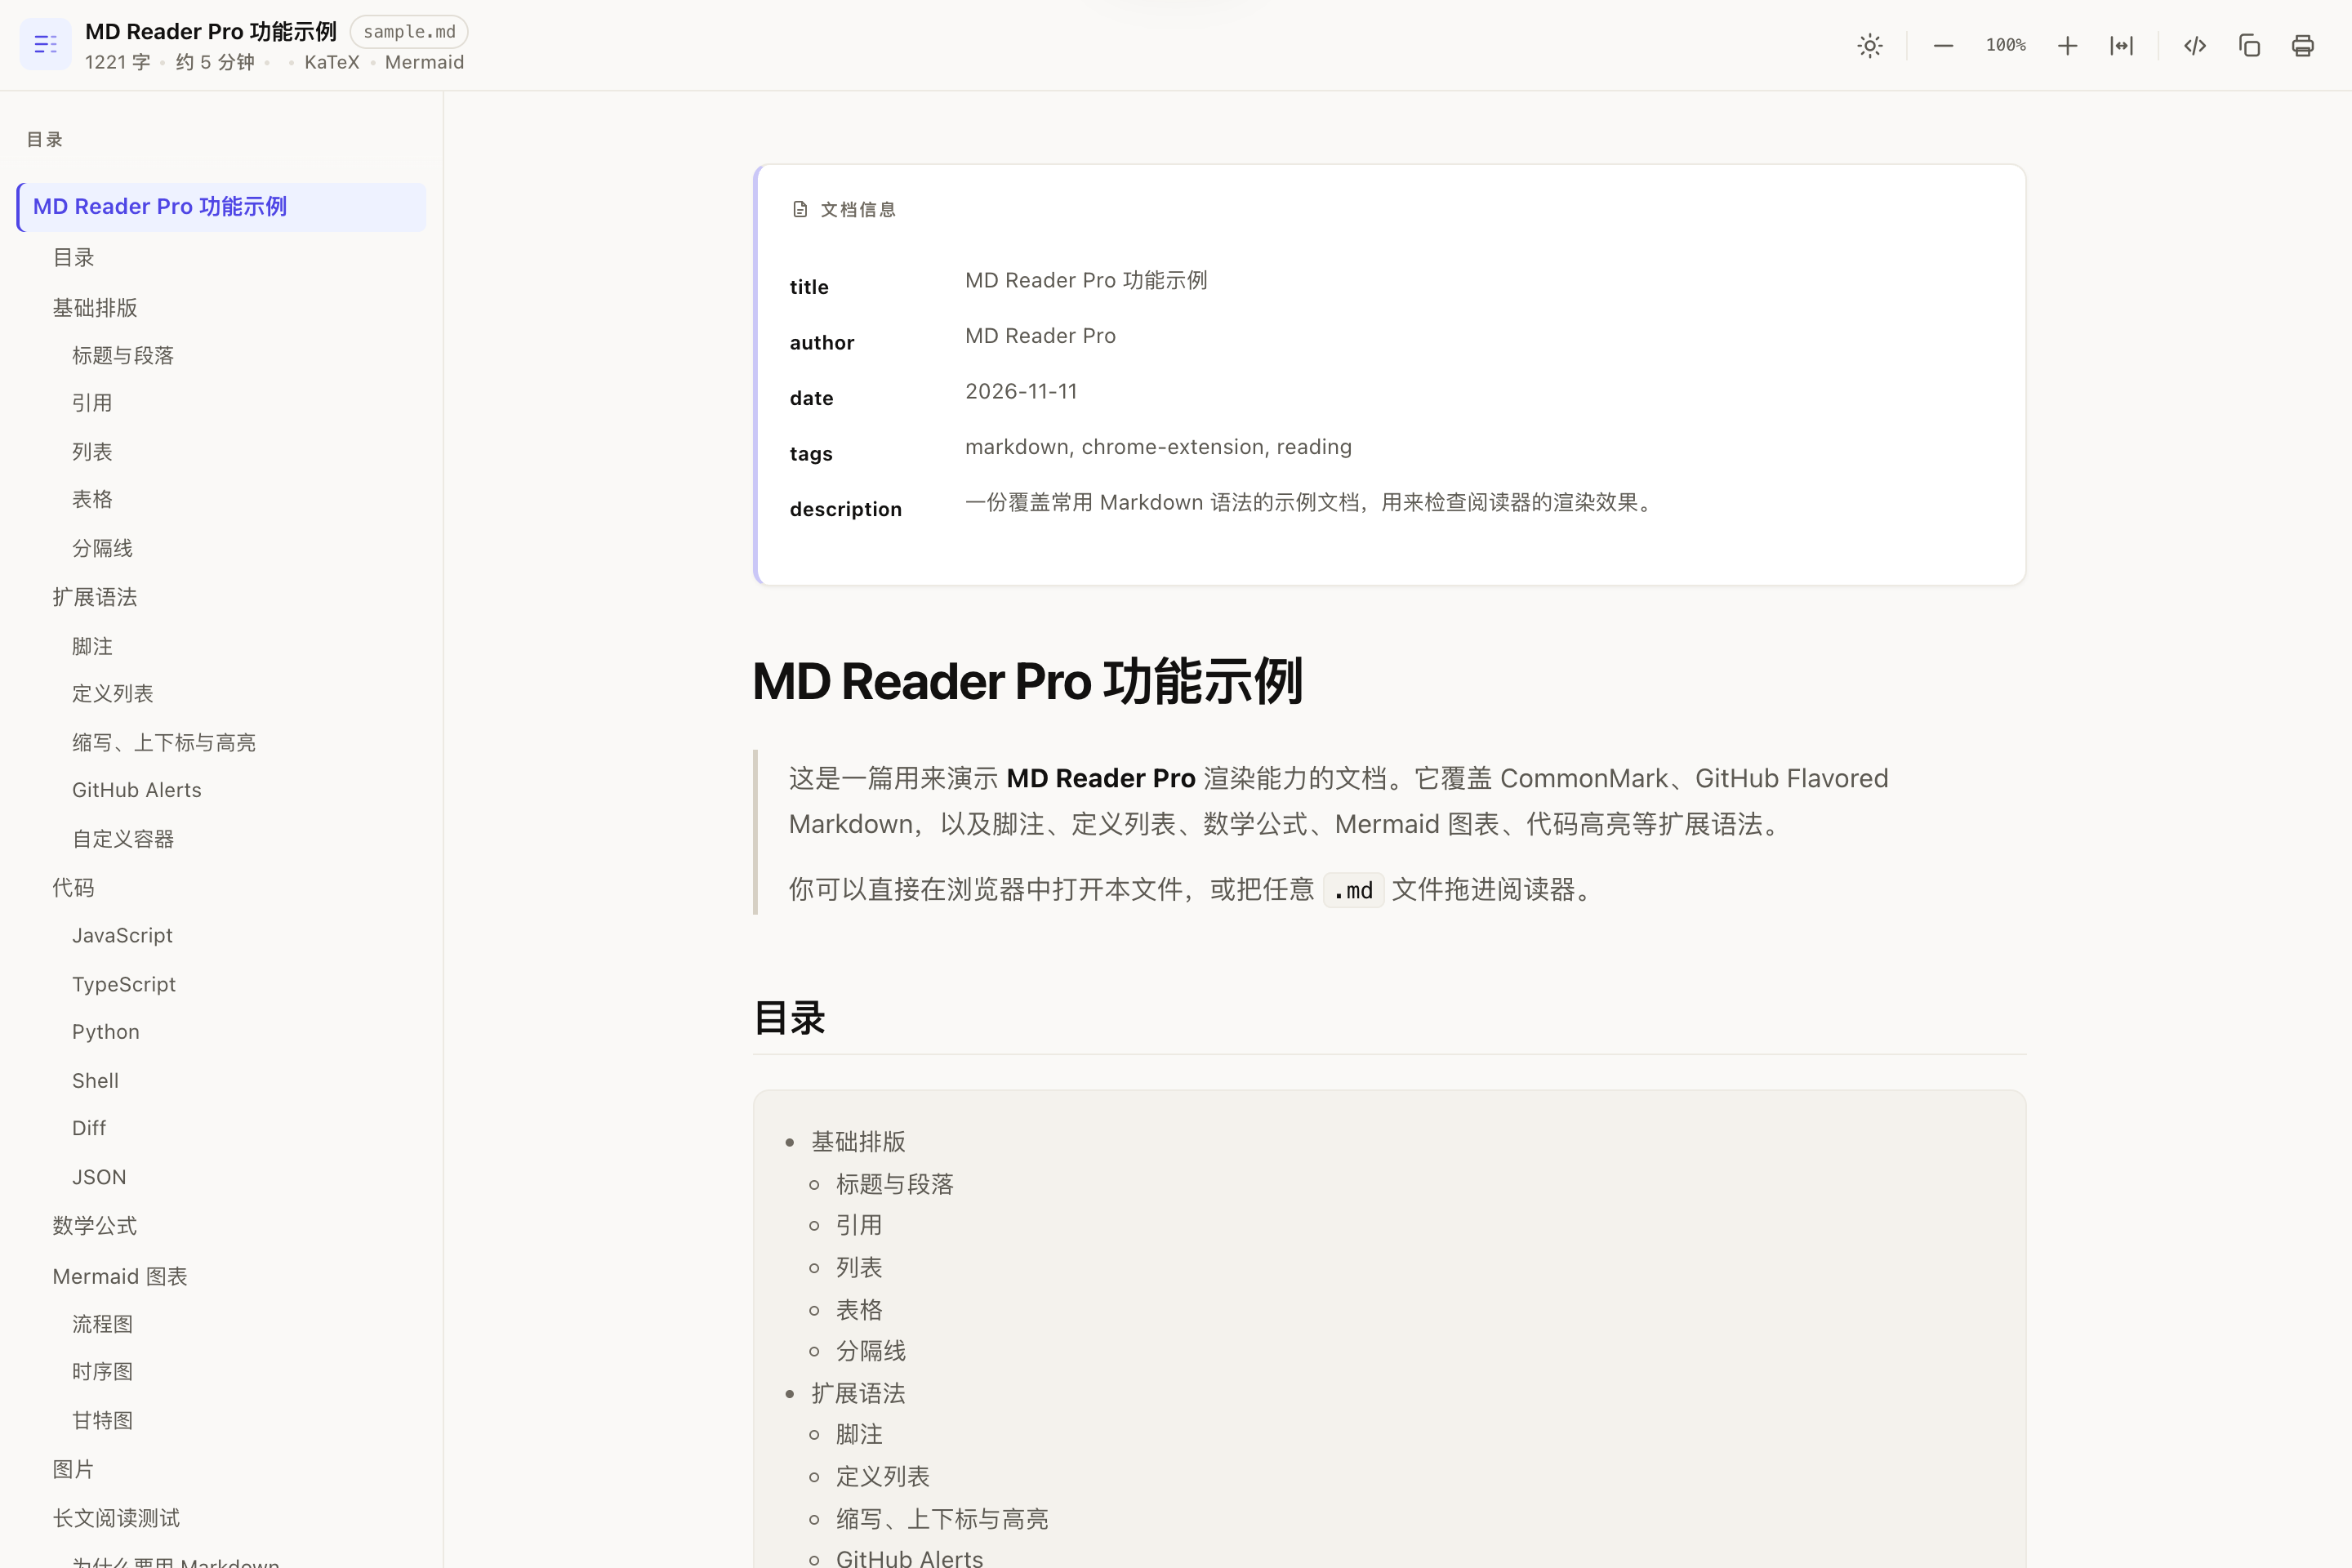 MD Reader Pro 功能示例 sample.md
1221 字 • 约 5 分钟 • • KaTeX • Mermaid
100%
目录
MD Reader Pro 功能示例
目录
基础排版
标题与段落
引用
列表
表格
分隔线
扩展语法
脚注
定义列表
缩写、上下标与高亮
GitHub Alerts
自定义容器
代码
JavaScript
TypeScript
Python
Shell
Diff
JSON
数学公式
Mermaid 图表
流程图
时序图
甘特图
图片
长文阅读测试
为什么要用 Markdown
文档信息
title MD Reader Pro 功能示例
author MD Reader Pro
date 2026-11-11
tags markdown, chrome-extension, reading
description 一份覆盖常用 Markdown 语法的示例文档，用来检查阅读器的渲染效果。
MD Reader Pro 功能示例
这是一篇用来演示 MD Reader Pro 渲染能力的文档。它覆盖 CommonMark、GitHub Flavored
Markdown，以及脚注、定义列表、数学公式、Mermaid 图表、代码高亮等扩展语法。
你可以直接在浏览器中打开本文件，或把任意 .md 文件拖进阅读器。
目录
• 基础排版
◦ 标题与段落
◦ 引用
◦ 列表
◦ 表格
◦ 分隔线
• 扩展语法
◦ 脚注
◦ 定义列表
◦ 缩写、上下标与高亮
◦ GitHub Alerts